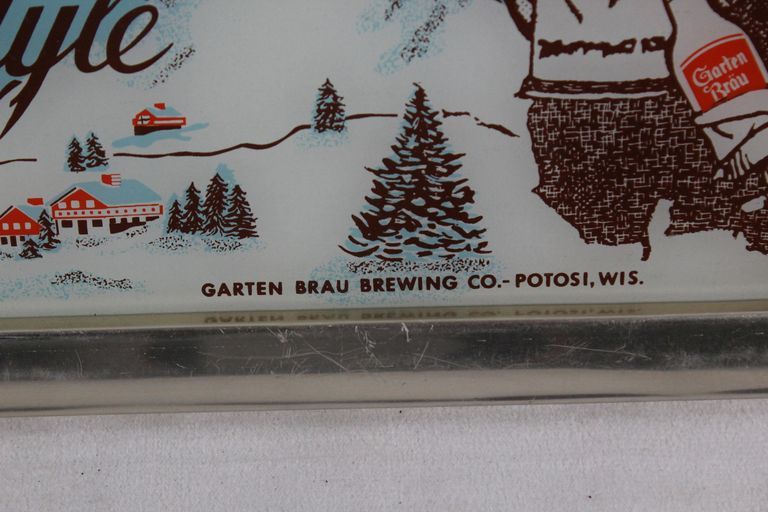 yle
Garten
Bräu
GARTEN BRAU BREWING CO.- POTOSI, WIS.